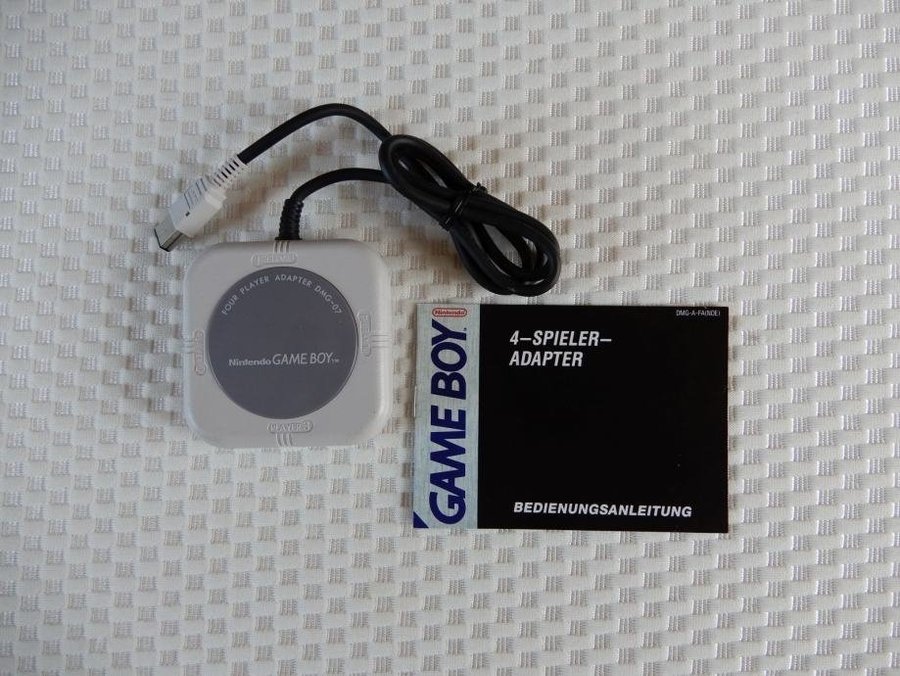 FOUR PLAYER ADAPTER DMG-07
Nintendo GAME BOY™
PLAYER 3
Nintendo
GAME BOY
4–SPIELER–
ADAPTER
DMG-A-FA(NOE)
BEDIENUNGSANLEITUNG